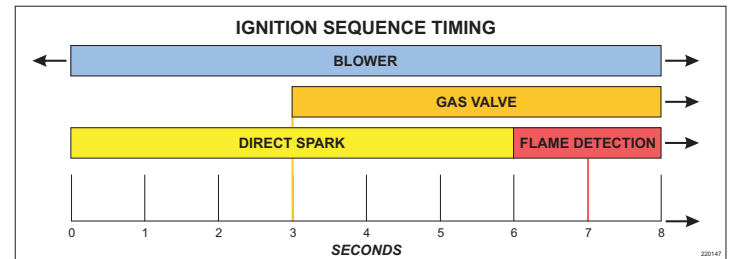 IGNITION SEQUENCE TIMING
BLOWER
GAS VALVE
DIRECT SPARK FLAME DETECTION
0 1 2 3 4 5 6 7 8
SECONDS
220147